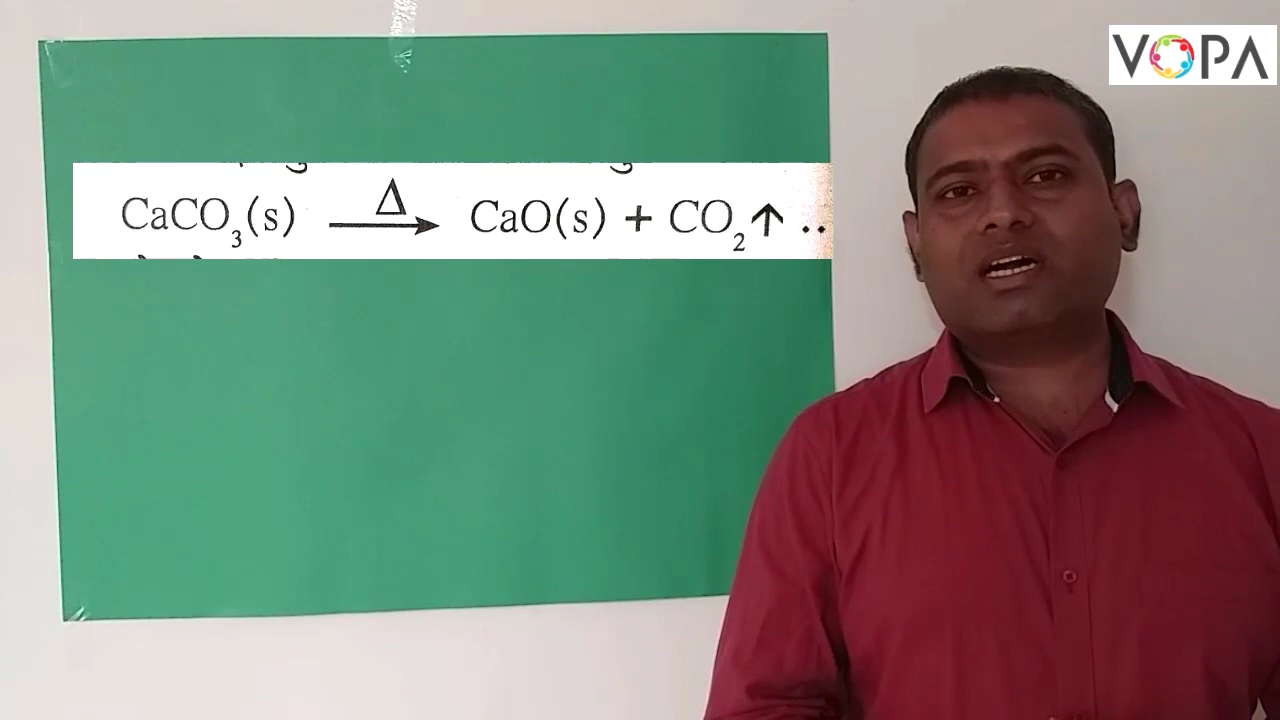 VOPA
CaCO₃(s) —Δ→ CaO(s) + CO₂↑ ..